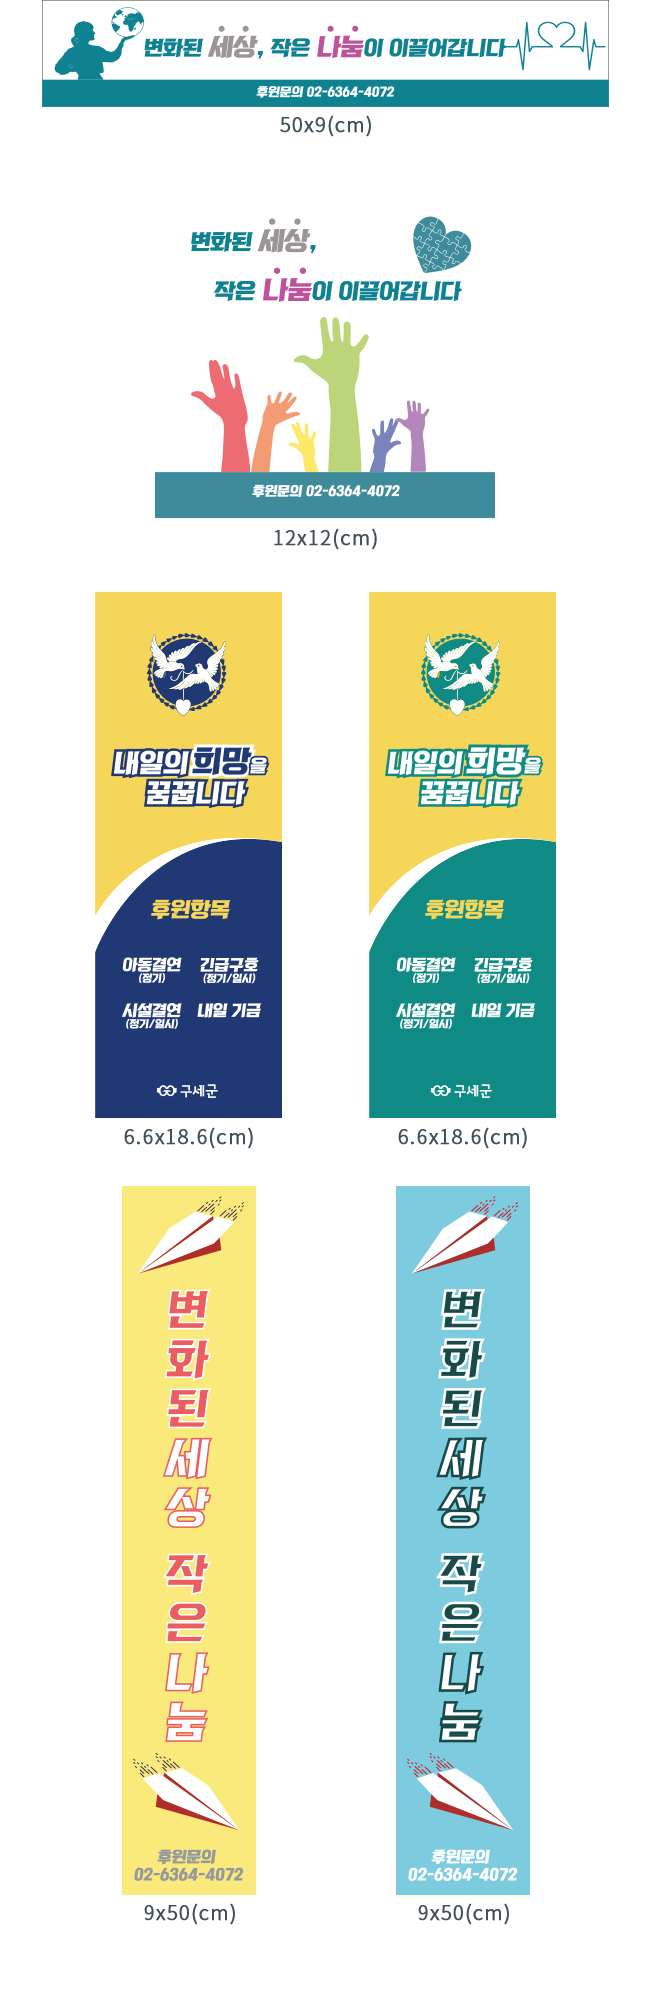 변화된 세상, 작은 나눔이 이끌어갑니다
후원문의 02-6364-4072
50x9(cm)
변화된 세상,
작은 나눔이 이끌어갑니다
후원문의 02-6364-4072
12x12(cm)
내일의 희망을
꿈꿉니다
후원항목
아동결연 긴급구호
(정기) (정기/일시)
시설결연 내일 기금
(정기/일시)
구세군
6.6x18.6(cm)
내일의 희망을
꿈꿉니다
후원항목
아동결연 긴급구호
(정기) (정기/일시)
시설결연 내일 기금
(정기/일시)
구세군
6.6x18.6(cm)
변화된세상 작은나눔
후원문의
02-6364-4072
9x50(cm)
변화된세상 작은나눔
후원문의
02-6364-4072
9x50(cm)